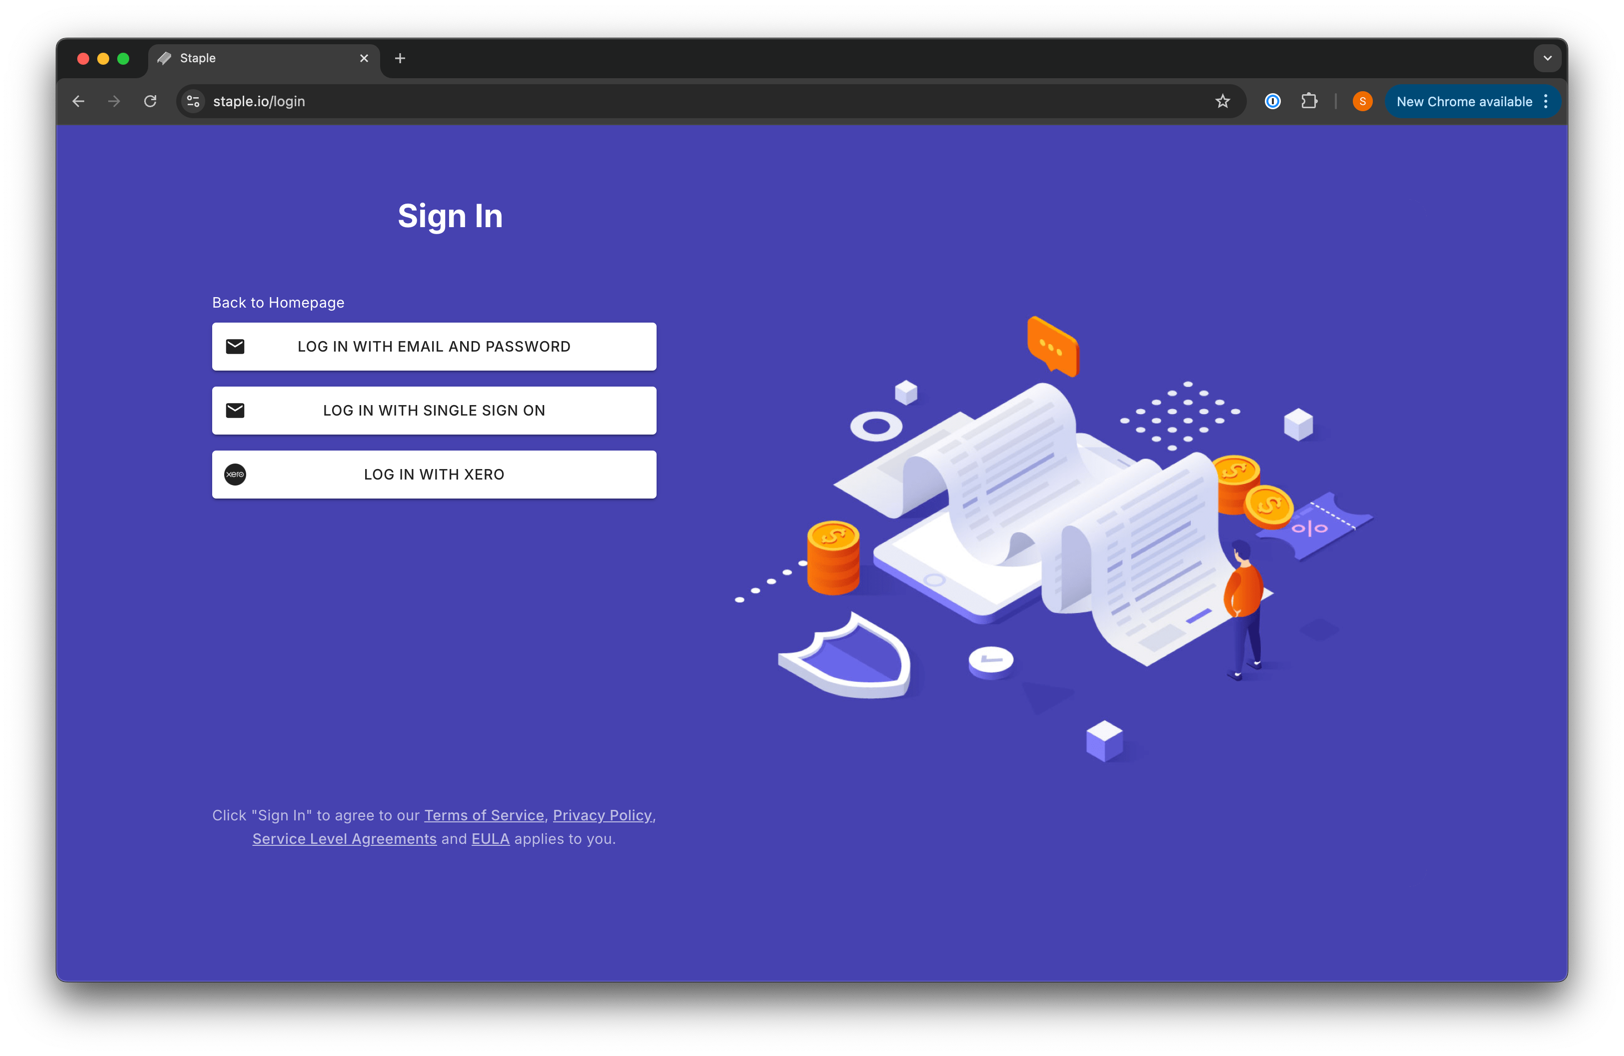 Staple
staple.io/login
S
New Chrome available
Sign In
Back to Homepage
LOG IN WITH EMAIL AND PASSWORD
LOG IN WITH SINGLE SIGN ON
xero
LOG IN WITH XERO
Click "Sign In" to agree to our Terms of Service, Privacy Policy,
Service Level Agreements and EULA applies to you.